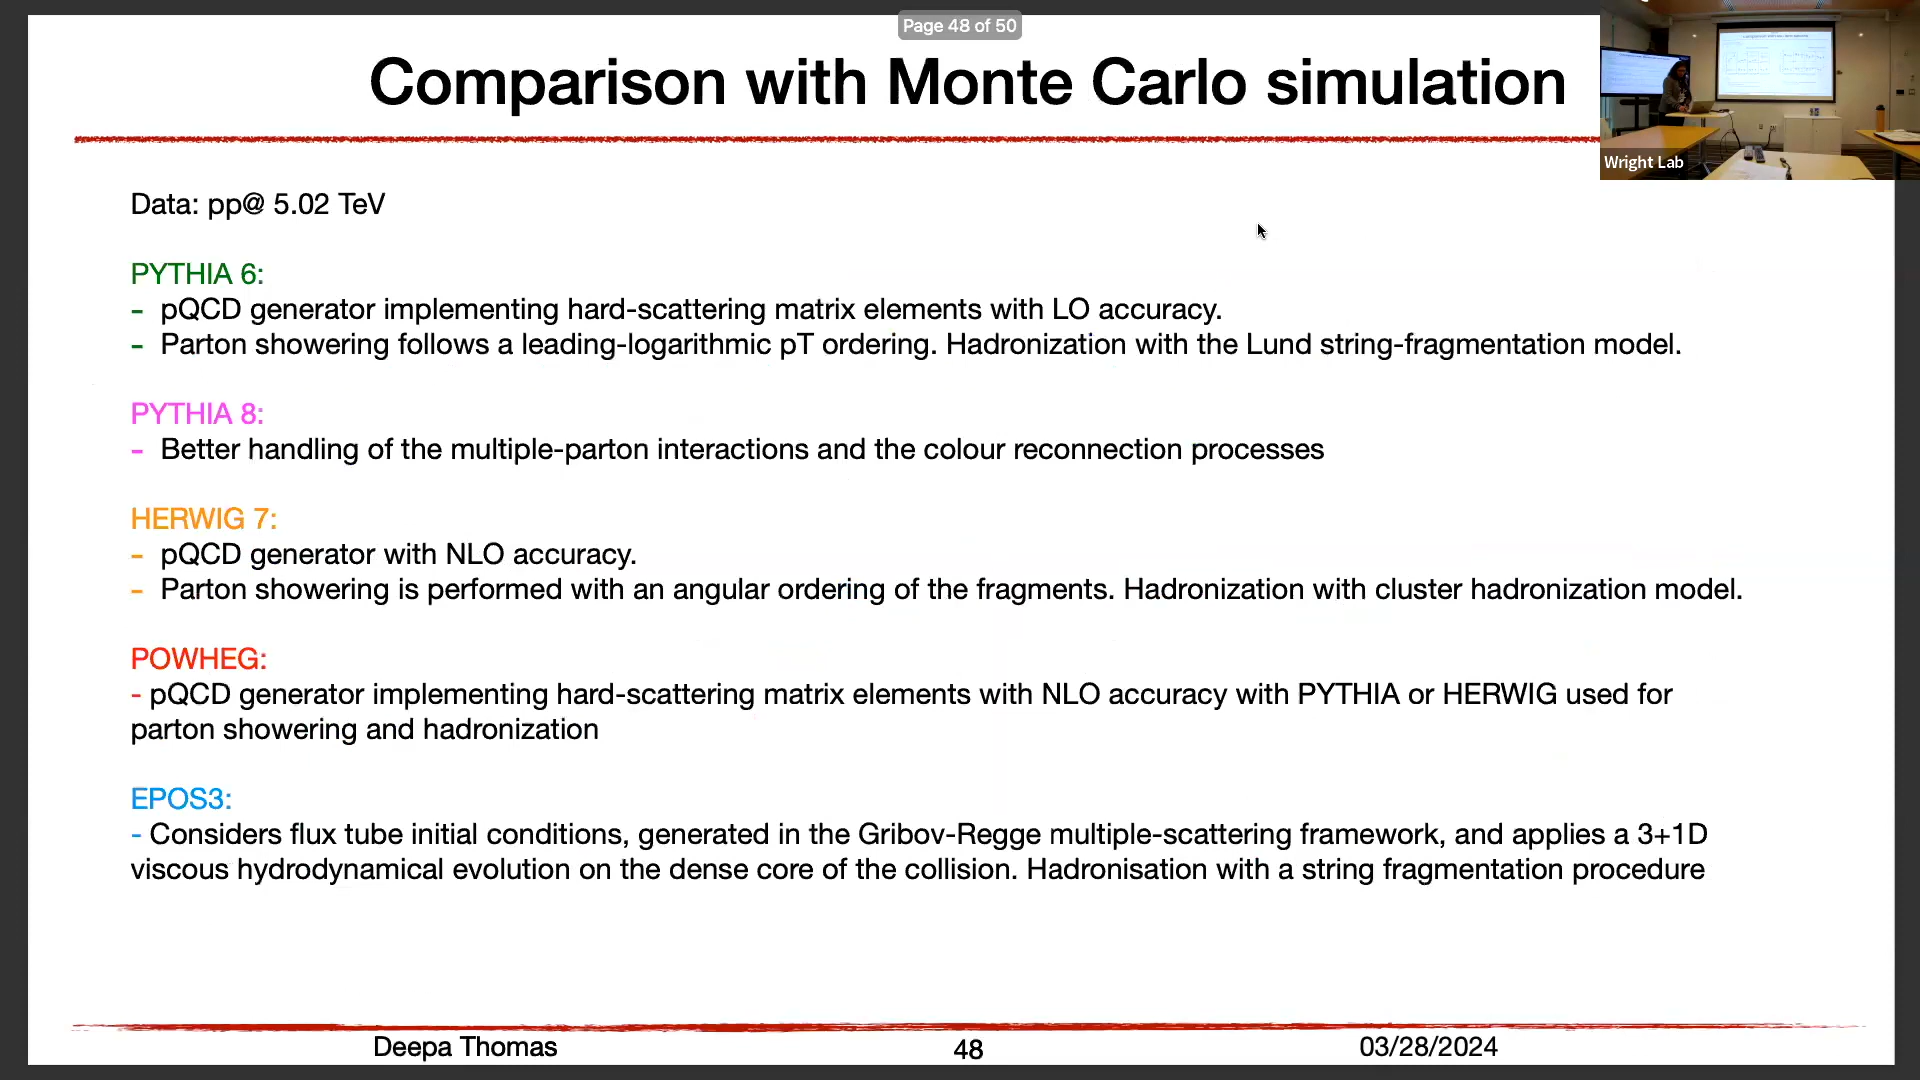 Page 48 of 50
Comparison with Monte Carlo simulation
Wright Lab
Data: pp@ 5.02 TeV
PYTHIA 6:
- pQCD generator implementing hard-scattering matrix elements with LO accuracy.
- Parton showering follows a leading-logarithmic pT ordering. Hadronization with the Lund string-fragmentation model.
PYTHIA 8:
- Better handling of the multiple-parton interactions and the colour reconnection processes
HERWIG 7:
- pQCD generator with NLO accuracy.
- Parton showering is performed with an angular ordering of the fragments. Hadronization with cluster hadronization model.
POWHEG:
- pQCD generator implementing hard-scattering matrix elements with NLO accuracy with PYTHIA or HERWIG used for
parton showering and hadronization
EPOS3:
- Considers flux tube initial conditions, generated in the Gribov-Regge multiple-scattering framework, and applies a 3+1D
viscous hydrodynamical evolution on the dense core of the collision. Hadronisation with a string fragmentation procedure
Deepa Thomas
48
03/28/2024